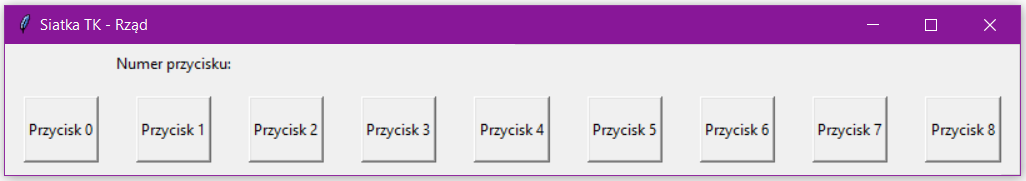 Siatka TK - Rząd
Numer przycisku:
Przycisk 0 Przycisk 1 Przycisk 2 Przycisk 3 Przycisk 4 Przycisk 5 Przycisk 6 Przycisk 7 Przycisk 8